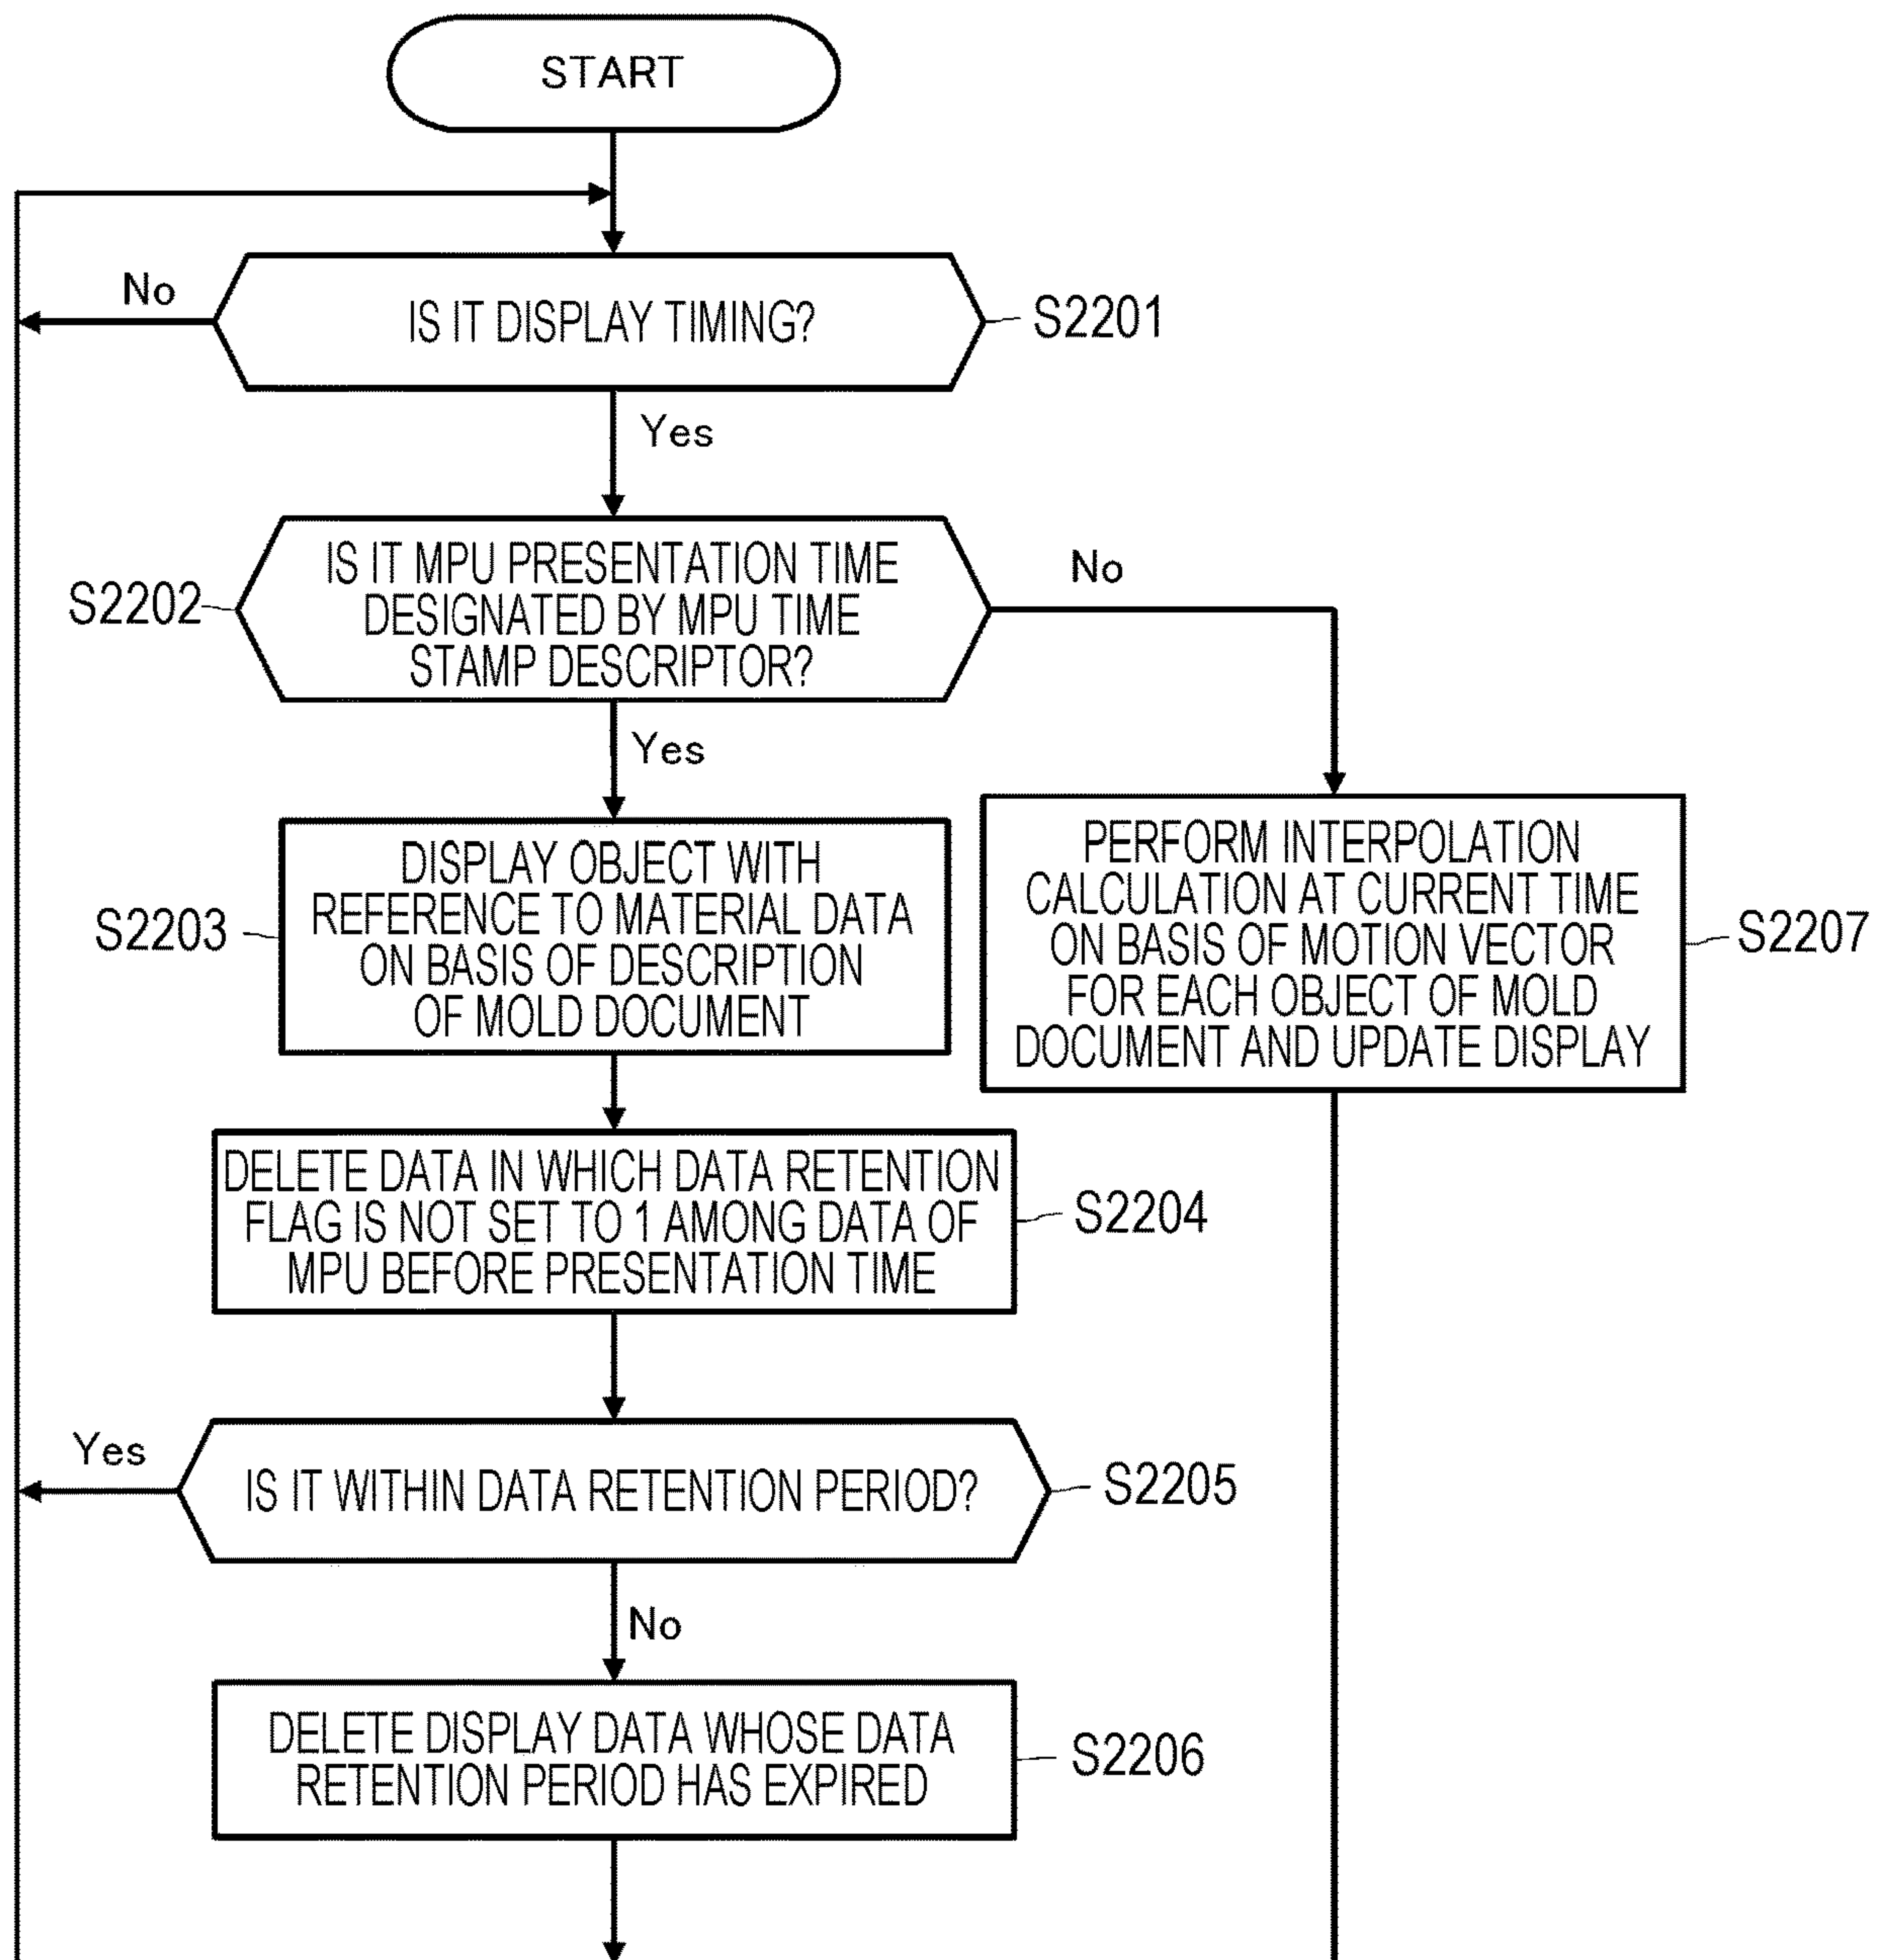 START
No
IS IT DISPLAY TIMING?
S2201
Yes
IS IT MPU PRESENTATION TIME
DESIGNATED BY MPU TIME
STAMP DESCRIPTOR?
S2202
No
Yes
DISPLAY OBJECT WITH
REFERENCE TO MATERIAL DATA
ON BASIS OF DESCRIPTION
OF MOLD DOCUMENT
S2203
PERFORM INTERPOLATION
CALCULATION AT CURRENT TIME
ON BASIS OF MOTION VECTOR
FOR EACH OBJECT OF MOLD
DOCUMENT AND UPDATE DISPLAY
S2207
DELETE DATA IN WHICH DATA RETENTION
FLAG IS NOT SET TO 1 AMONG DATA OF
MPU BEFORE PRESENTATION TIME
S2204
Yes
IS IT WITHIN DATA RETENTION PERIOD?
S2205
No
DELETE DISPLAY DATA WHOSE DATA
RETENTION PERIOD HAS EXPIRED
S2206